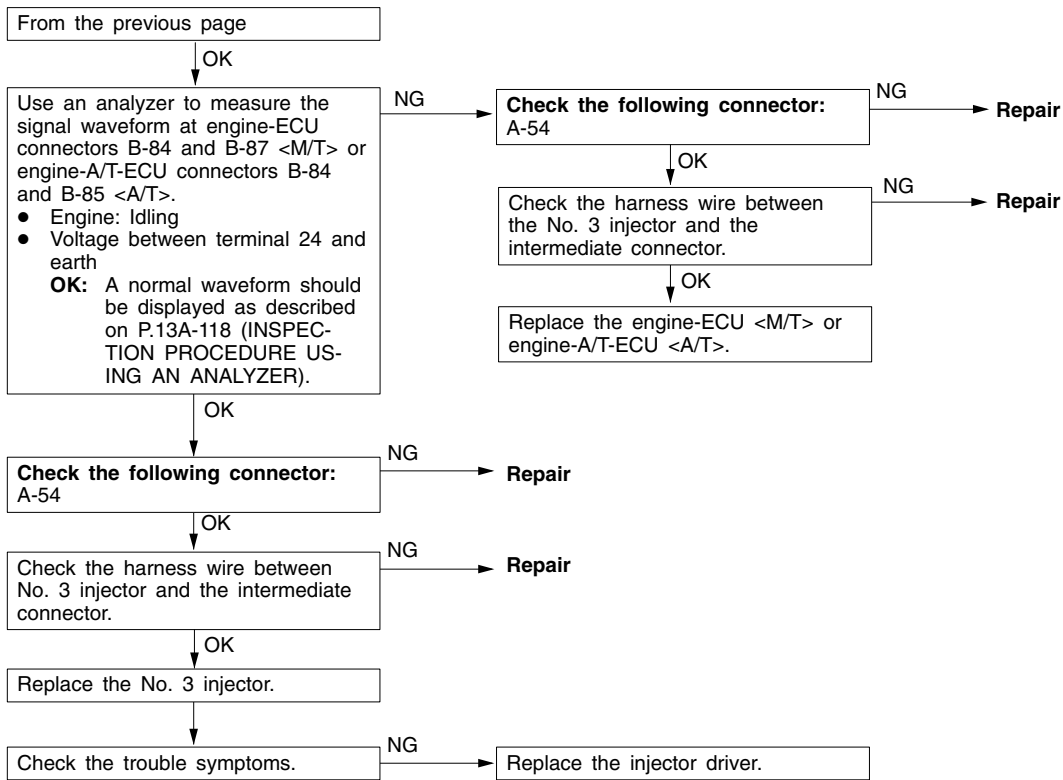 From the previous page
OK
Use an analyzer to measure the
signal waveform at engine-ECU
connectors B-84 and B-87 <M/T> or
engine-A/T-ECU connectors B-84
and B-85 <A/T>.
● Engine: Idling
● Voltage between terminal 24 and
earth
OK: A normal waveform should
be displayed as described
on P.13A-118 (INSPEC-
TION PROCEDURE US-
ING AN ANALYZER).
NG
Check the following connector:
A-54
NG
Repair
OK
Check the harness wire between
the No. 3 injector and the
intermediate connector.
NG
Repair
OK
Replace the engine-ECU <M/T> or
engine-A/T-ECU <A/T>.
OK
Check the following connector:
A-54
NG
Repair
OK
Check the harness wire between
No. 3 injector and the intermediate
connector.
NG
Repair
OK
Replace the No. 3 injector.
Check the trouble symptoms.
NG
Replace the injector driver.